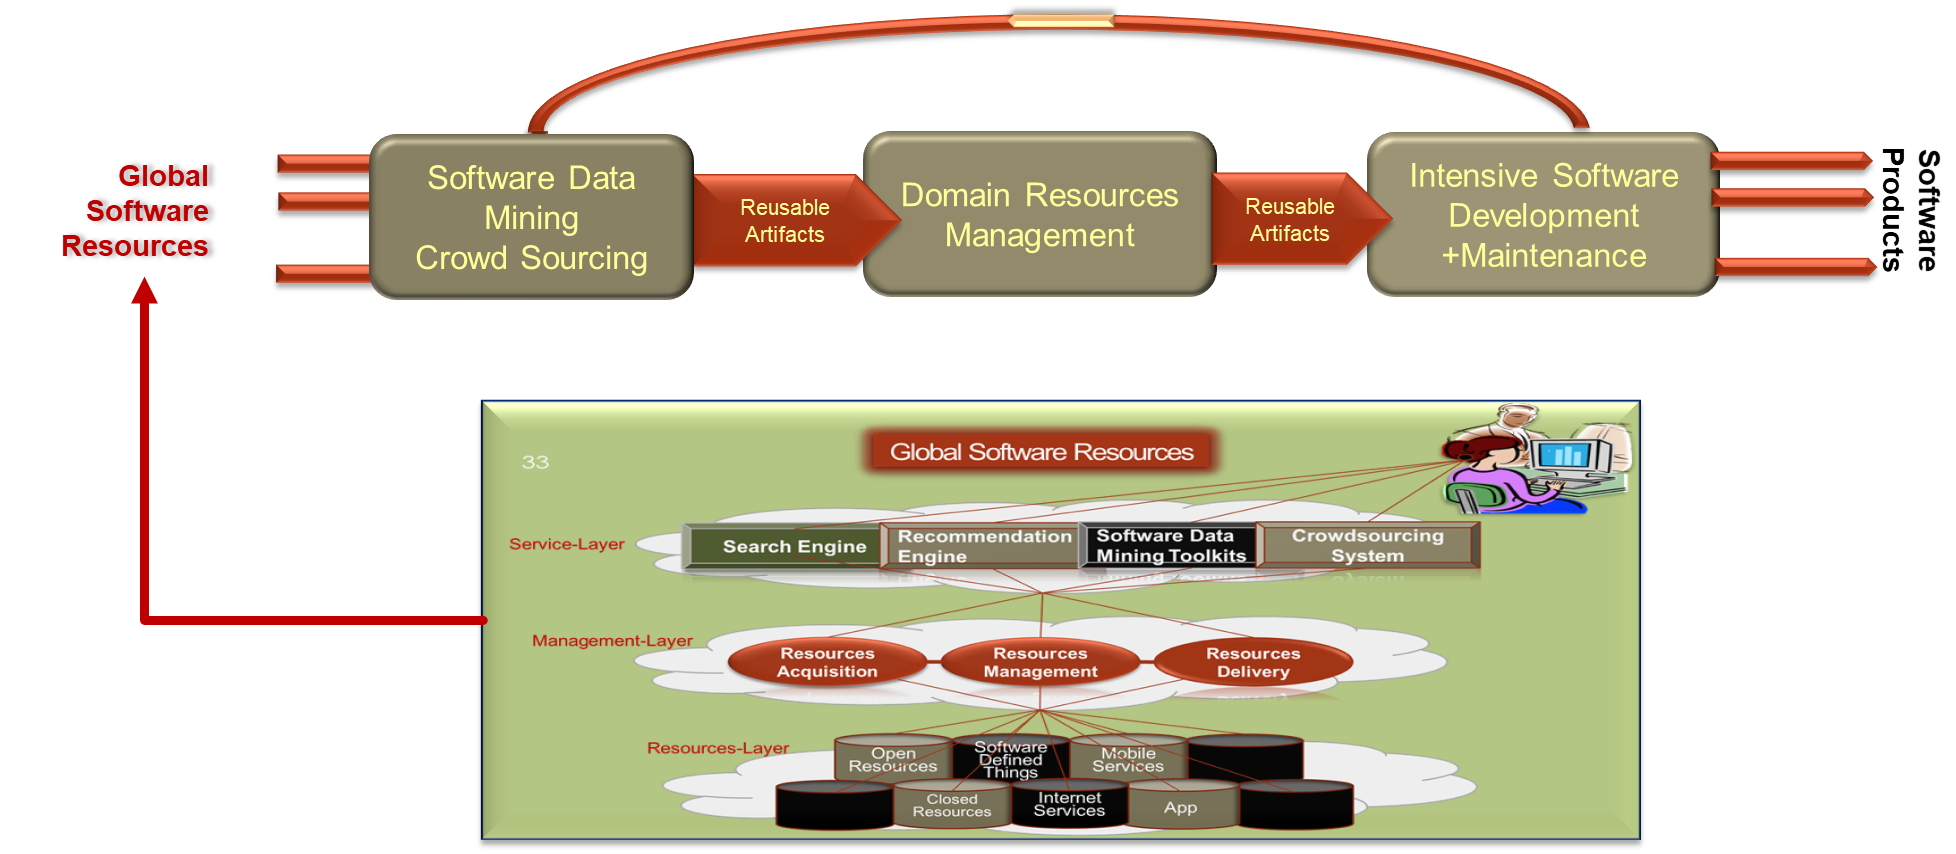 Global
Software
Resources
Software Data
Mining
Crowd Sourcing
Reusable
Artifacts
Domain Resources
Management
Reusable
Artifacts
Intensive Software
Development
+Maintenance
Software
Products
33
Global Software Resources
Service-Layer
Search Engine
Recommendation
Engine
Software Data
Mining Toolkits
Crowdsourcing
System
Management-Layer
Resources
Acquisition
Resources
Management
Resources
Delivery
Resources-Layer
Open
Resources
Software
Defined
Things
Mobile
Services
Closed
Resources
Internet
Services
App